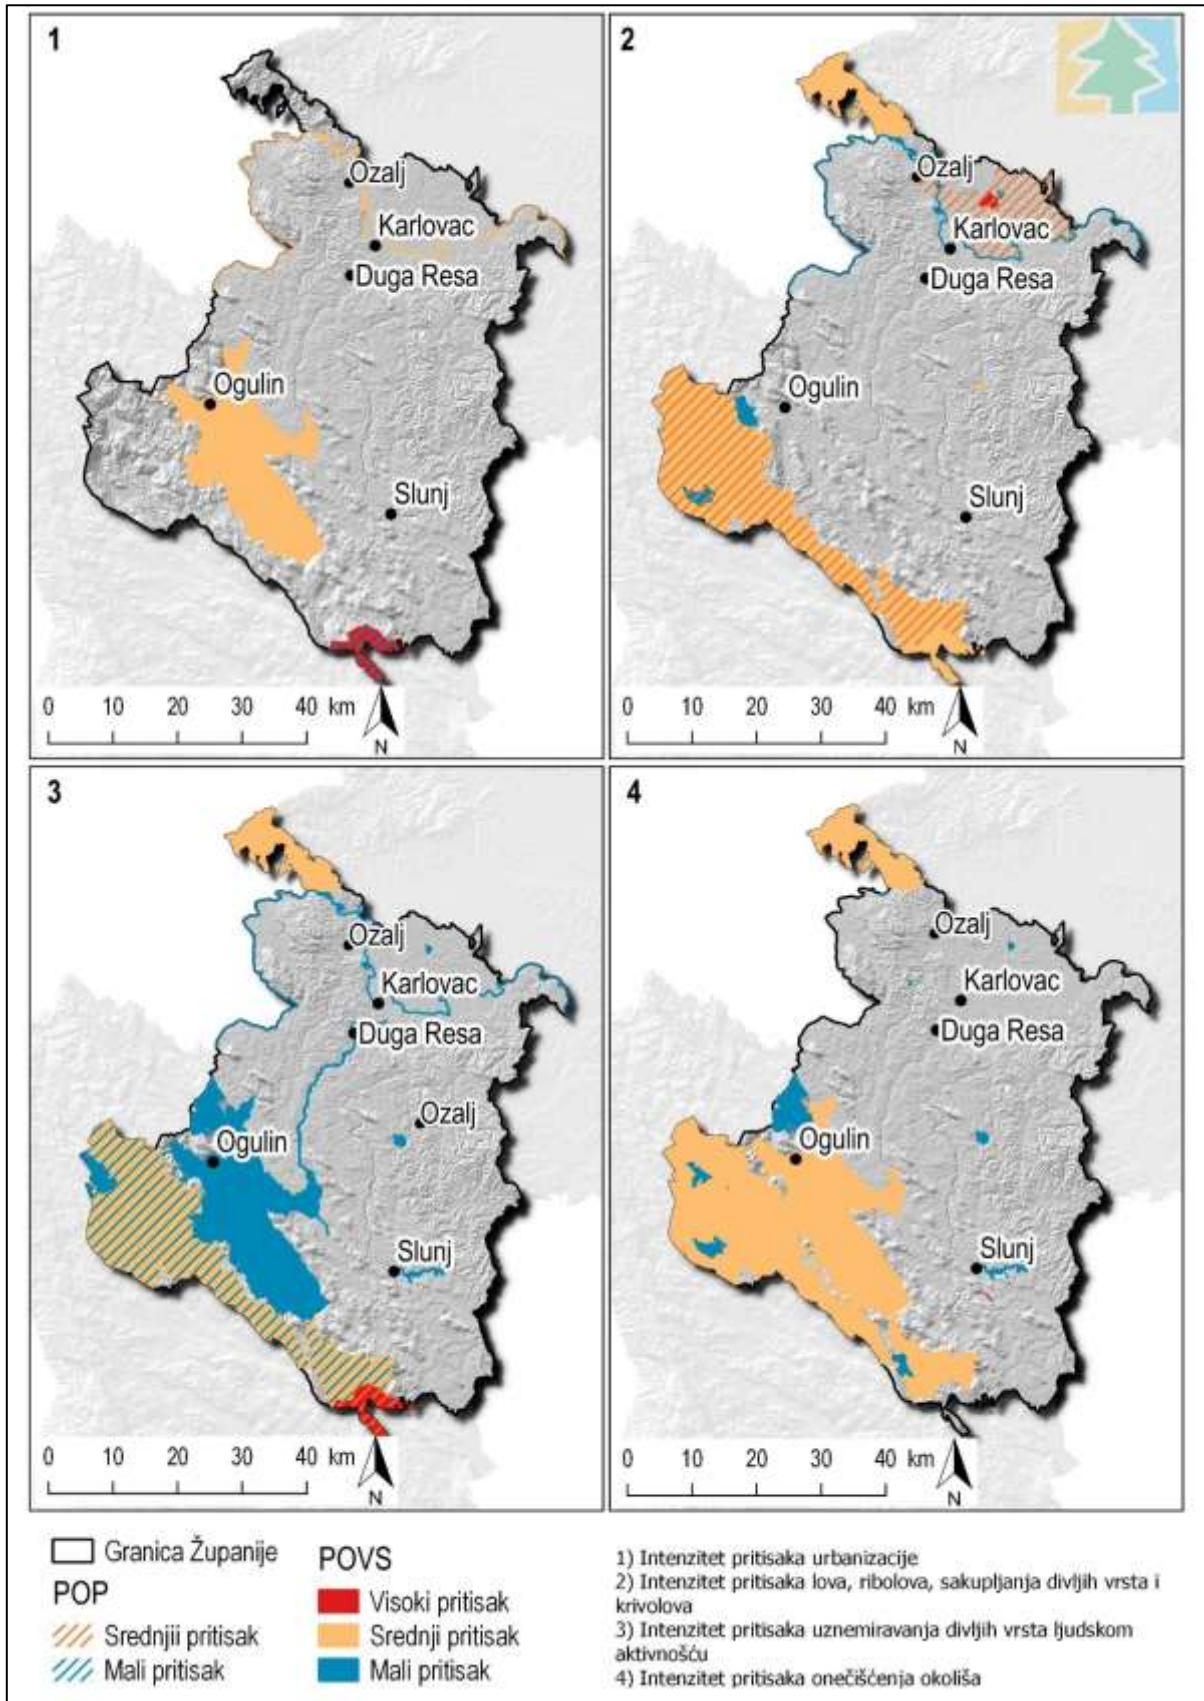 1
Ozalj
Karlovac
Duga Resa
Ogulin
Slunj
0 10 20 30 40 km
N
2
Ozalj
Karlovac
Duga Resa
Ogulin
Slunj
0 10 20 30 40 km
N
3
Ozalj
Karlovac
Duga Resa
Ozalj
Ogulin
Slunj
0 10 20 30 40 km
N
4
Ozalj
Karlovac
Duga Resa
Ogulin
Slunj
0 10 20 30 40 km
N
Granica Županije
POP
Srednjii pritisak
Mali pritisak
POVS
Visoki pritisak
Srednji pritisak
Mali pritisak
1) Intenzitet pritisaka urbanizacije
2) Intenzitet pritisaka lova, ribolova, sakupljanja divljih vrsta i
krivolova
3) Intenzitet pritisaka uznemiravanja divljih vrsta ljudskom
aktivnošću
4) Intenzitet pritisaka onečišćenja okoliša